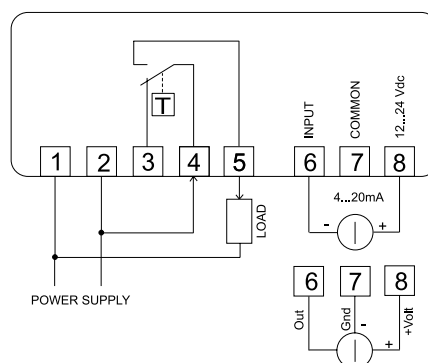 T
INPUT
COMMON
12...24 Vdc
1 2 3 4 5 6 7 8
4...20mA
- +
LOAD
6 7 8
POWER SUPPLY
Out
Gnd
-
+
+Volt